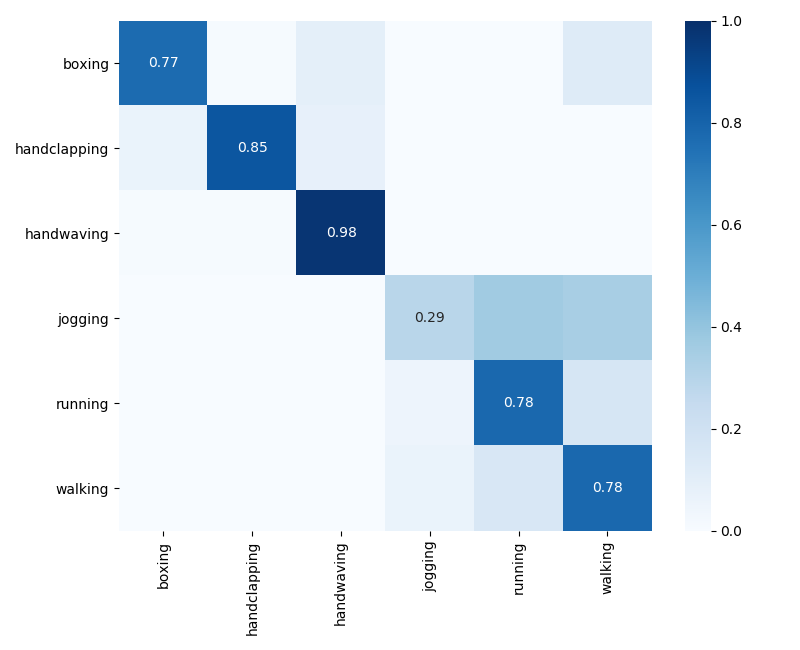 boxing
handclapping
handwaving
jogging
running
walking
0.77
0.85
0.98
0.29
0.78
0.78
boxing
handclapping
handwaving
jogging
running
walking
1.0
0.8
0.6
0.4
0.2
0.0